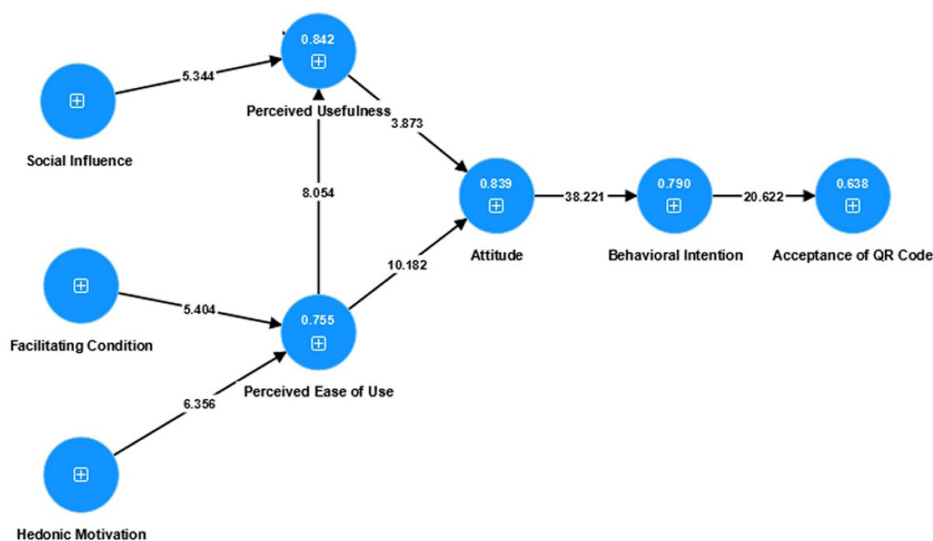 0.842
5.344
Perceived Usefulness
3.873
Social Influence
8.054
0.839
38.221
0.790
20.622
0.638
Attitude
Behavioral Intention
Acceptance of QR Code
10.182
5.404
0.755
Facilitating Condition
Perceived Ease of Use
6.356
Hedonic Motivation